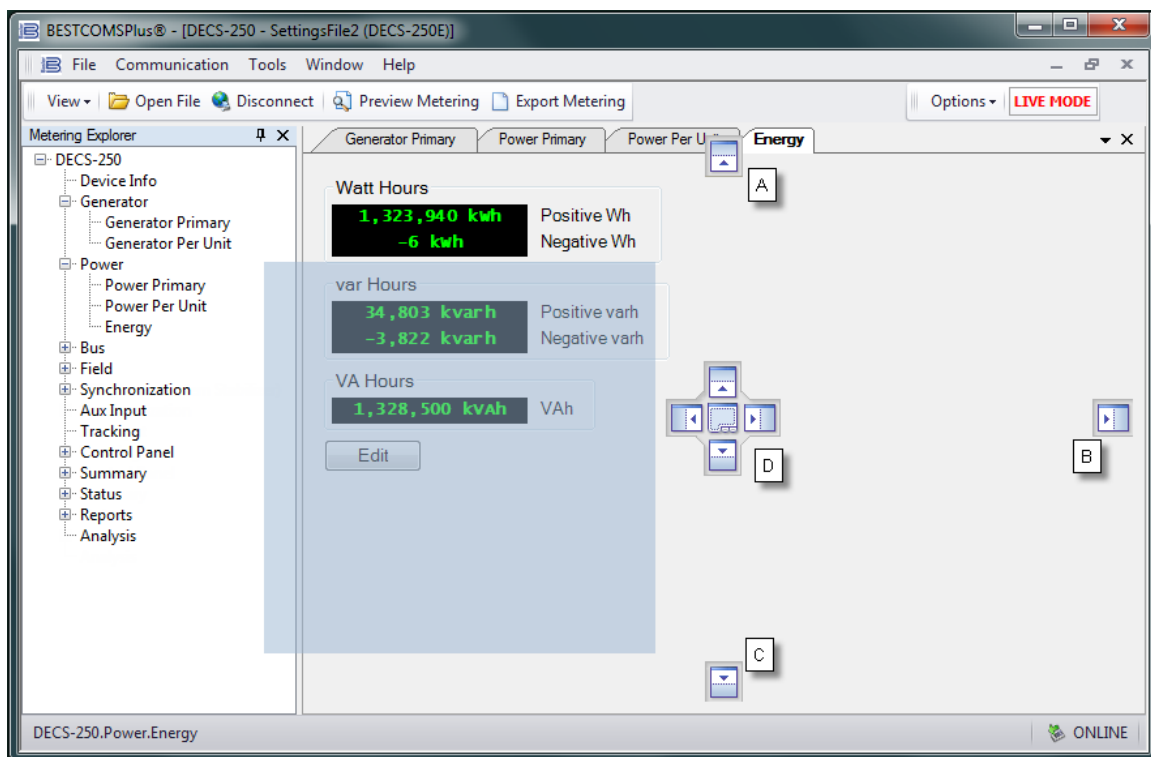 BESTCOMSPlus® - [DECS-250 - SettingsFile2 (DECS-250E)]
File Communication Tools Window Help
View Open File Disconnect Preview Metering Export Metering Options LIVE MODE
Metering Explorer
Generator Primary Power Primary Power Per Energy
DECS-250
Device Info
Generator
Generator Primary
Generator Per Unit
Power
Power Primary
Power Per Unit
Energy
Bus
Field
Synchronization
Aux Input
Tracking
Control Panel
Summary
Status
Reports
Analysis
A
Watt Hours
1,323,940 kWh Positive Wh
-6 kWh Negative Wh
var Hours
34,803 kvarh Positive varh
-3,822 kvarh Negative varh
VA Hours
1,328,500 kVAh VAh
Edit
B
D
C
DECS-250.Power.Energy ONLINE